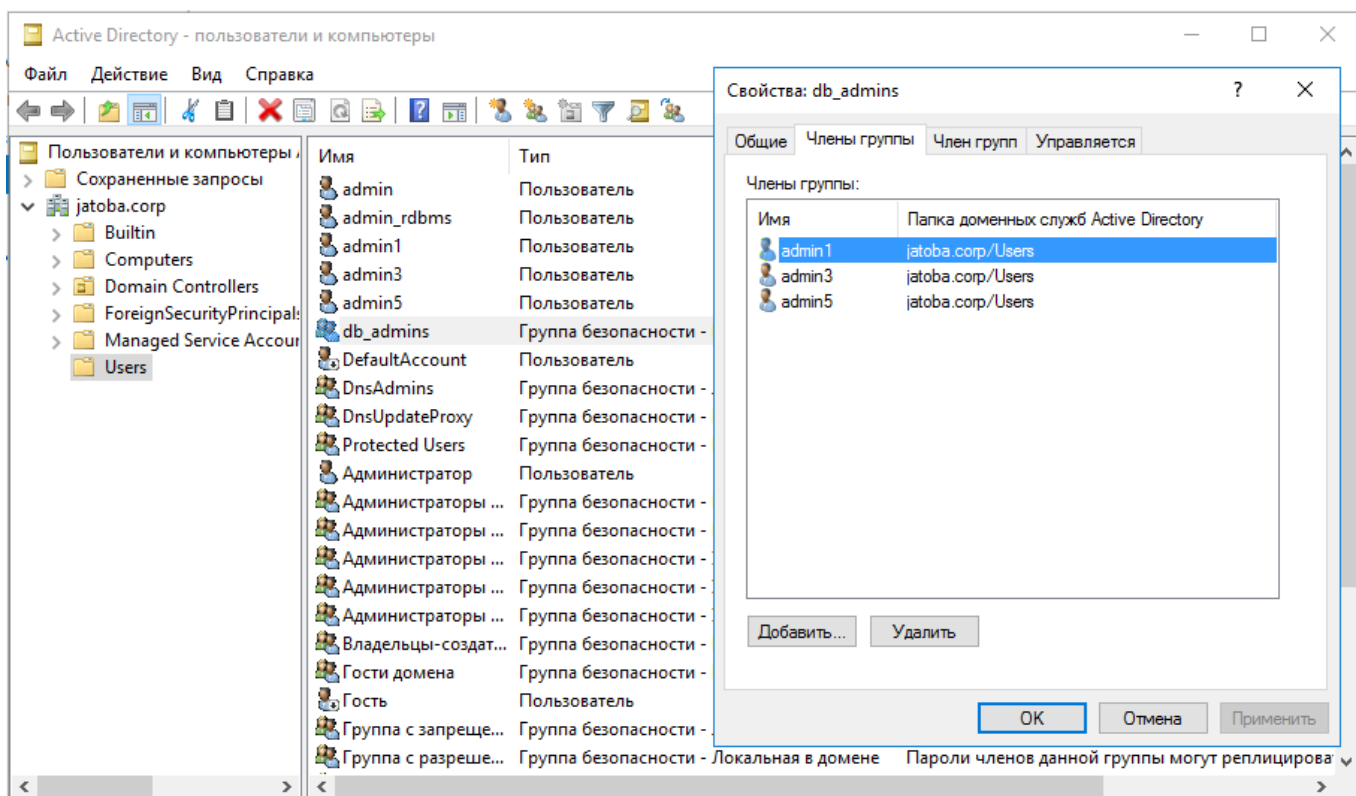 Active Directory - пользователи и компьютеры
Файл Действие Вид Справка
Пользователи и компьютеры
Сохраненные запросы
jatoba.corp
Builtin
Computers
Domain Controllers
ForeignSecurityPrincipals
Managed Service Accour
Users
Имя Тип
admin Пользователь
admin_rdbms Пользователь
admin1 Пользователь
admin3 Пользователь
admin5 Пользователь
db_admins Группа безопасности -
DefaultAccount Пользователь
DnsAdmins Группа безопасности -
DnsUpdateProxy Группа безопасности -
Protected Users Группа безопасности -
Администратор Пользователь
Администраторы ... Группа безопасности -
Администраторы ... Группа безопасности -
Администраторы ... Группа безопасности -
Администраторы ... Группа безопасности -
Администраторы ... Группа безопасности -
Владельцы-создат... Группа безопасности -
Гости домена Группа безопасности -
Гость Пользователь
Группа с запреще... Группа безопасности -
Группа с разреше... Группа безопасности - Локальная в домене Пароли членов данной группы могут реплицирова
Свойства: db_admins ?
Общие Члены группы Член групп Управляется
Члены группы:
Имя Папка доменных служб Active Directory
admin1 jatoba.corp/Users
admin3 jatoba.corp/Users
admin5 jatoba.corp/Users
Добавить... Удалить
OK Отмена Применить